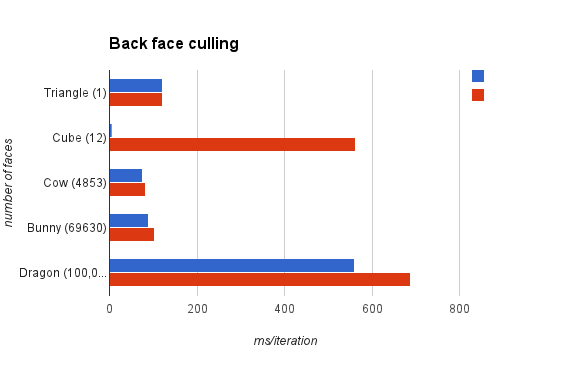 Back face culling
number of faces
Triangle (1)
Cube (12)
Cow (4853)
Bunny (69630)
Dragon (100,0...
0 200 400 600 800
ms/iteration